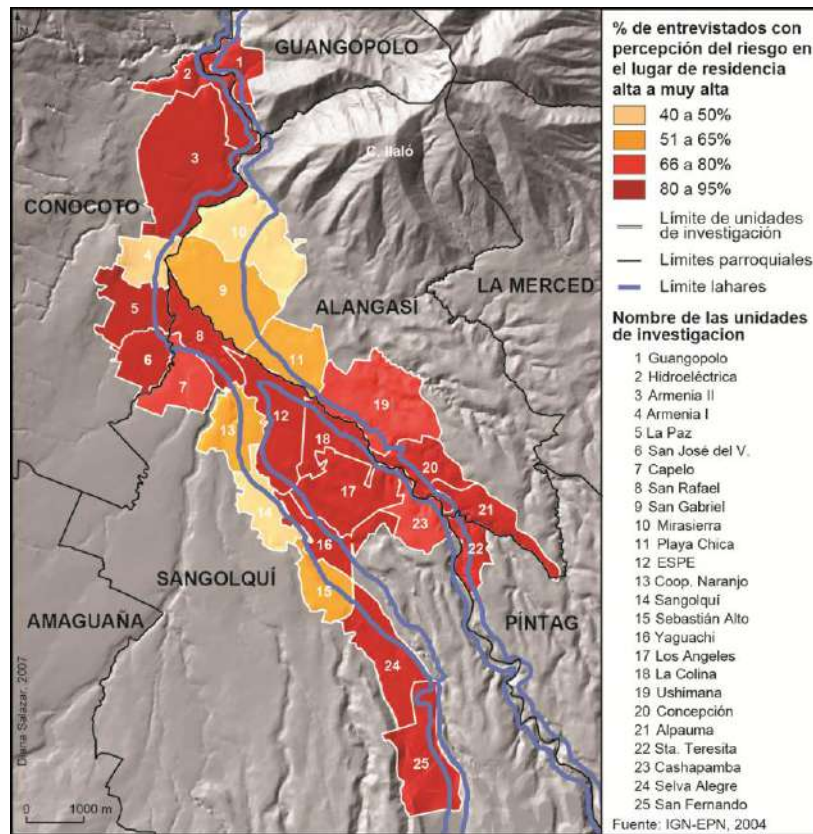 N
GUANGOPOLO
C. Ilaló
CONOCOTO
ALANGASÍ
LA MERCED
SANGOLQUÍ
AMAGUAÑA
PÍNTAG
1
2
3
4
5
6
7
8
9
10
11
12
13
14
15
16
17
18
19
20
21
22
23
24
25
Diana Salazar, 2007
0 1000 m
% de entrevistados con
percepción del riesgo en
el lugar de residencia
alta a muy alta
40 a 50%
51 a 65%
66 a 80%
80 a 95%
Límite de unidades
de investigación
Límites parroquiales
Límite lahares
Nombre de las unidades
de investigacion
1 Guangopolo
2 Hidroeléctrica
3 Armenia II
4 Armenia I
5 La Paz
6 San José del V.
7 Capelo
8 San Rafael
9 San Gabriel
10 Mirasierra
11 Playa Chica
12 ESPE
13 Coop. Naranjo
14 Sangolquí
15 Sebastián Alto
16 Yaguachi
17 Los Angeles
18 La Colina
19 Ushimana
20 Concepción
21 Alpauma
22 Sta. Teresita
23 Cashapamba
24 Selva Alegre
25 San Fernando
Fuente: IGN-EPN, 2004